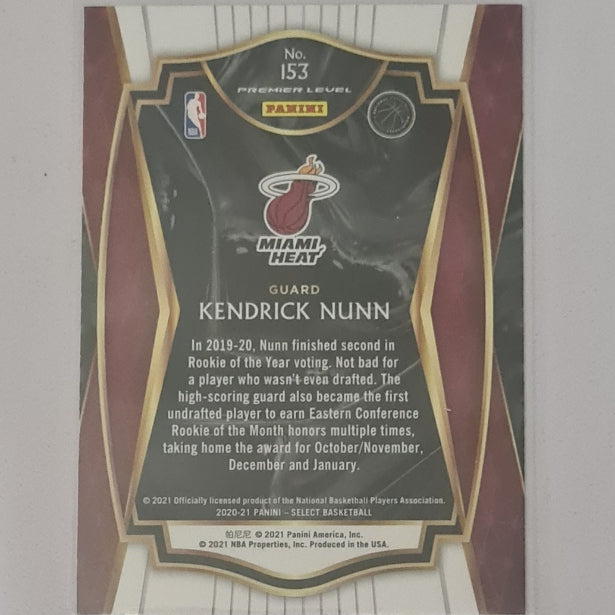 No.
153
PREMIER LEVEL
PANINI
MIAMI
HEAT
GUARD
KENDRICK NUNN
In 2019-20, Nunn finished second in
Rookie of the Year voting. Not bad for
a player who wasn't even drafted. The
high-scoring guard also became the first
undrafted player to earn Eastern Conference
Rookie of the Month honors multiple times,
taking home the award for October/November,
December and January.
© 2021 Officially licensed product of the National Basketball Players Association.
2020-21 PANINI – SELECT BASKETBALL
帕尼尼 © 2021 Panini America, Inc.
© 2021 NBA Properties, Inc. Produced in the USA.